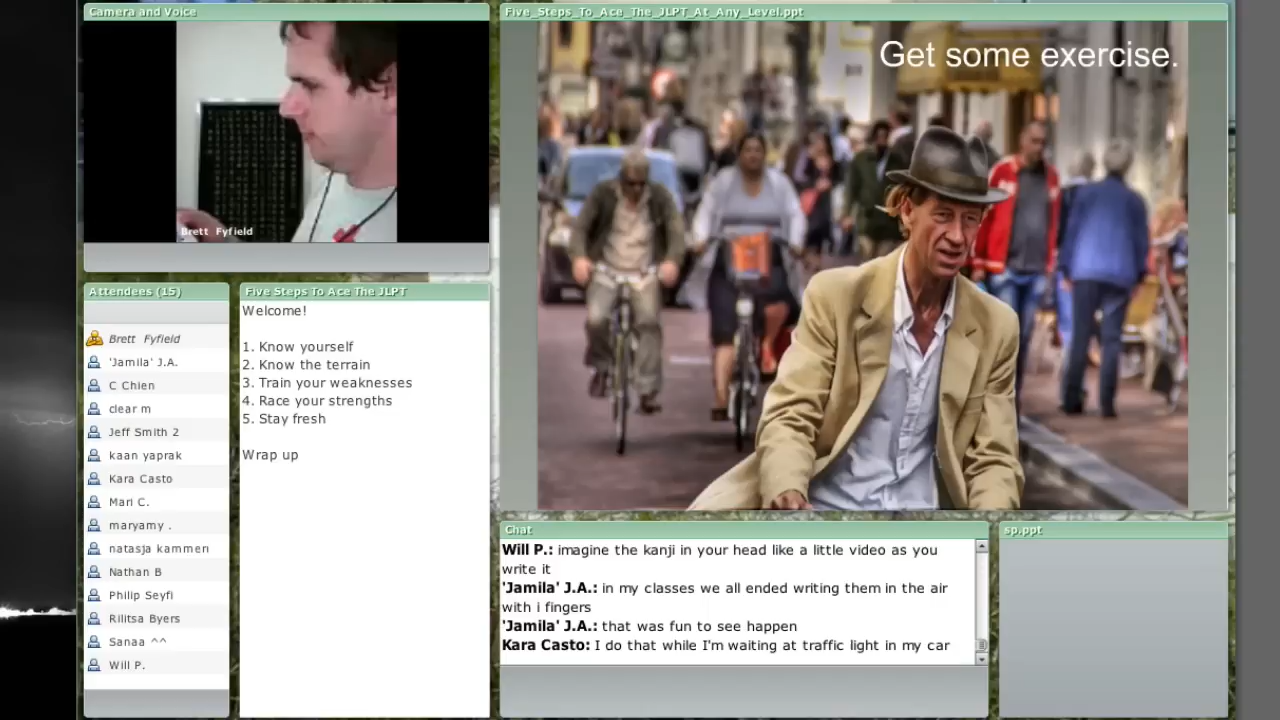 Camera and Voice
Brett Fyfield
Attendees (15)
Brett Fyfield
'Jamila' J.A.
C Chien
clear m
Jeff Smith 2
kaan yaprak
Kara Casto
Mari C.
maryamy .
natasja kammeri
Nathan B
Philip Seyfi
Rilitsa Byers
Sanaa ^^
Will P.
Five Steps To Ace The JLPT
Welcome!
1. Know yourself
2. Know the terrain
3. Train your weaknesses
4. Race your strengths
5. Stay fresh
Wrap up
Five_Steps_To_Ace_The_JLPT_At_Any_Level.ppt
Get some exercise.
Chat
Will P.: imagine the kanji in your head like a little video as you
write it
'Jamila' J.A.: in my classes we all ended writing them in the air
with i fingers
'Jamila' J.A.: that was fun to see happen
Kara Casto: I do that while I'm waiting at traffic light in my car
sp.ppt